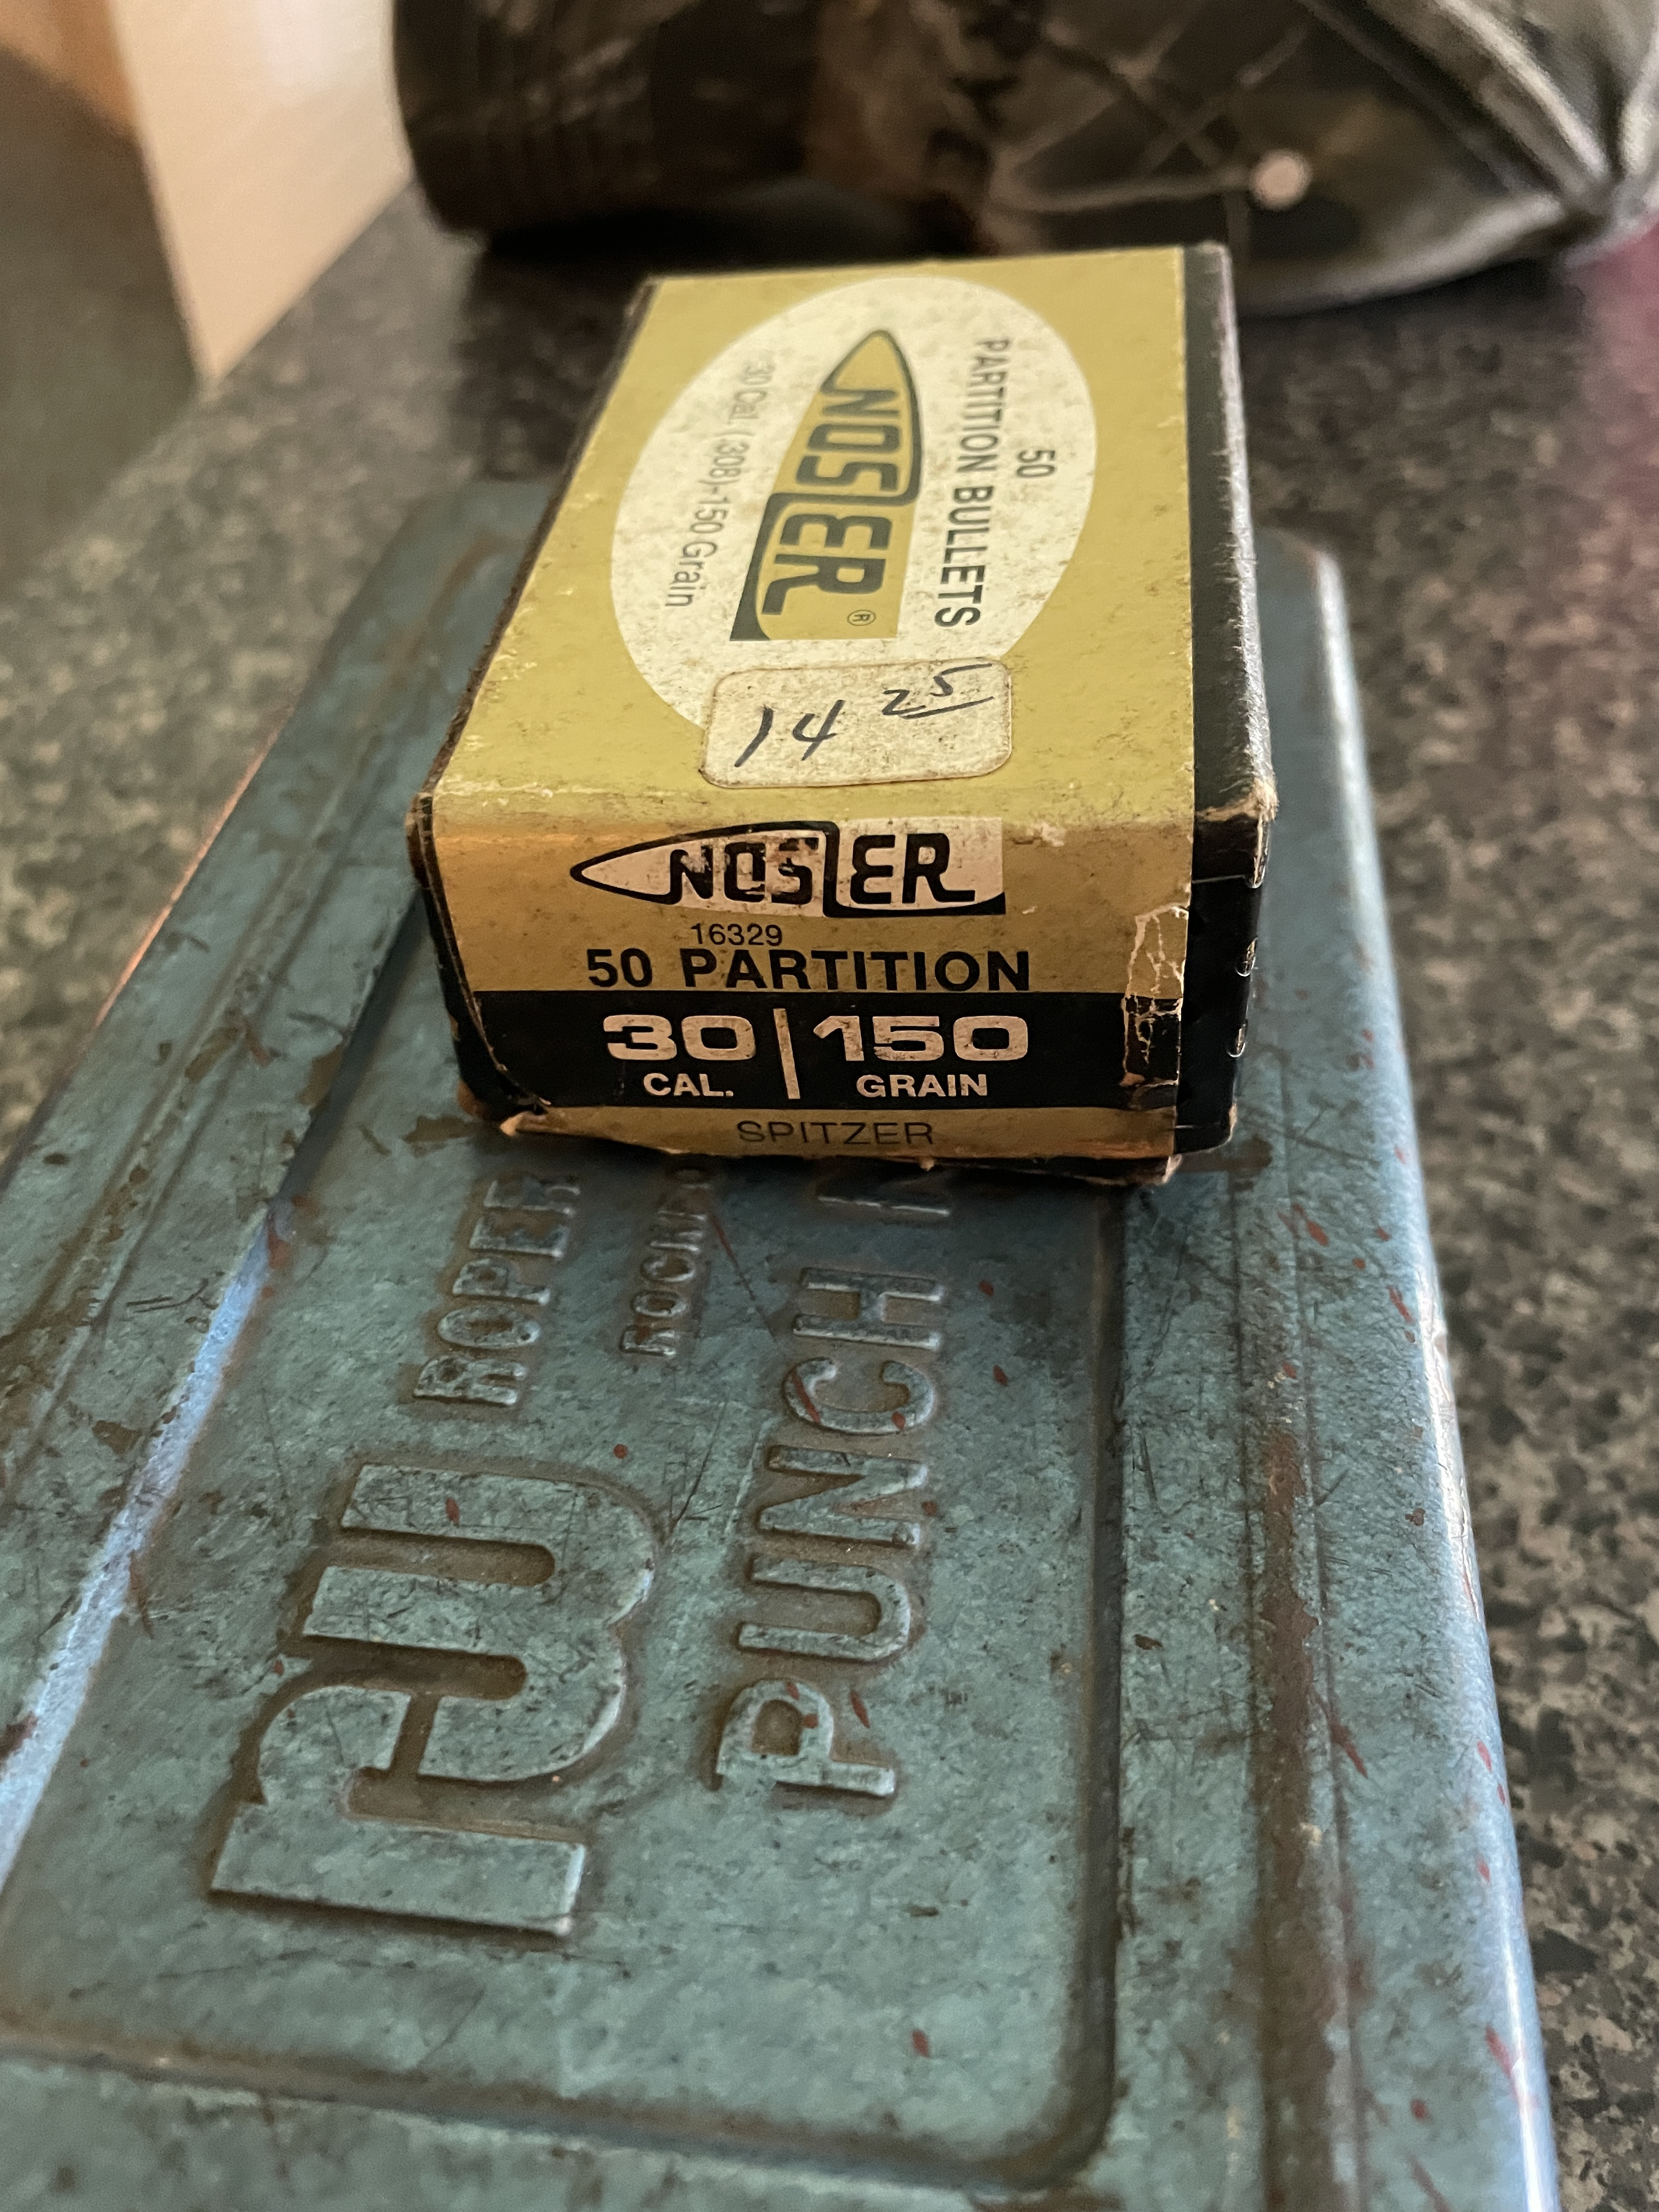 50
PARTITION BULLETS
NOSLER®
30 Cal. (.308)-150 Grain
14 25
NOSLER
16329
50 PARTITION
30 | 150
CAL. GRAIN
SPITZER
ROPER
PUNCH